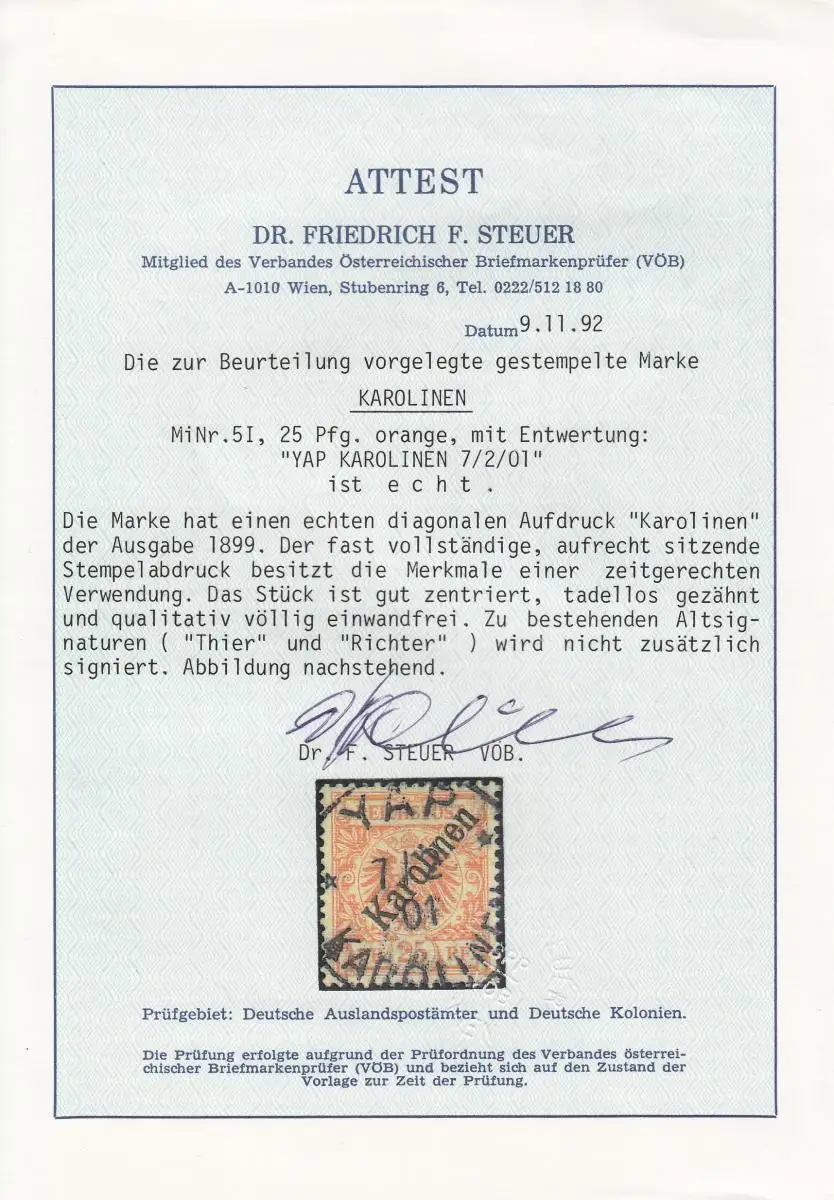 ATTEST
DR. FRIEDRICH F. STEUER
Mitglied des Verbandes Österreichischer Briefmarkenprüfer (VÖB)
A-1010 Wien, Stubenring 6, Tel. 0222/512 18 80
Datum 9.11.92
Die zur Beurteilung vorgelegte gestempelte Marke
KAROLINEN
MiNr.5I, 25 Pfg. orange, mit Entwertung:
"YAP KAROLINEN 7/2/01"
ist e c h t .
Die Marke hat einen echten diagonalen Aufdruck "Karolinen"
der Ausgabe 1899. Der fast vollständige, aufrecht sitzende
Stempelabdruck besitzt die Merkmale einer zeitgerechten
Verwendung. Das Stück ist gut zentriert, tadellos gezähnt
und qualitativ völlig einwandfrei. Zu bestehenden Altsig-
naturen ( "Thier" und "Richter" ) wird nicht zusätzlich
signiert. Abbildung nachstehend.
Dr. F. STEUER VÖB.
YAP
Karolinen
7/2
01
25
KAROLINE
Prüfgebiet: Deutsche Auslandspostämter und Deutsche Kolonien.
Die Prüfung erfolgte aufgrund der Prüfordnung des Verbandes österrei-
chischer Briefmarkenprüfer (VÖB) und bezieht sich auf den Zustand der
Vorlage zur Zeit der Prüfung.